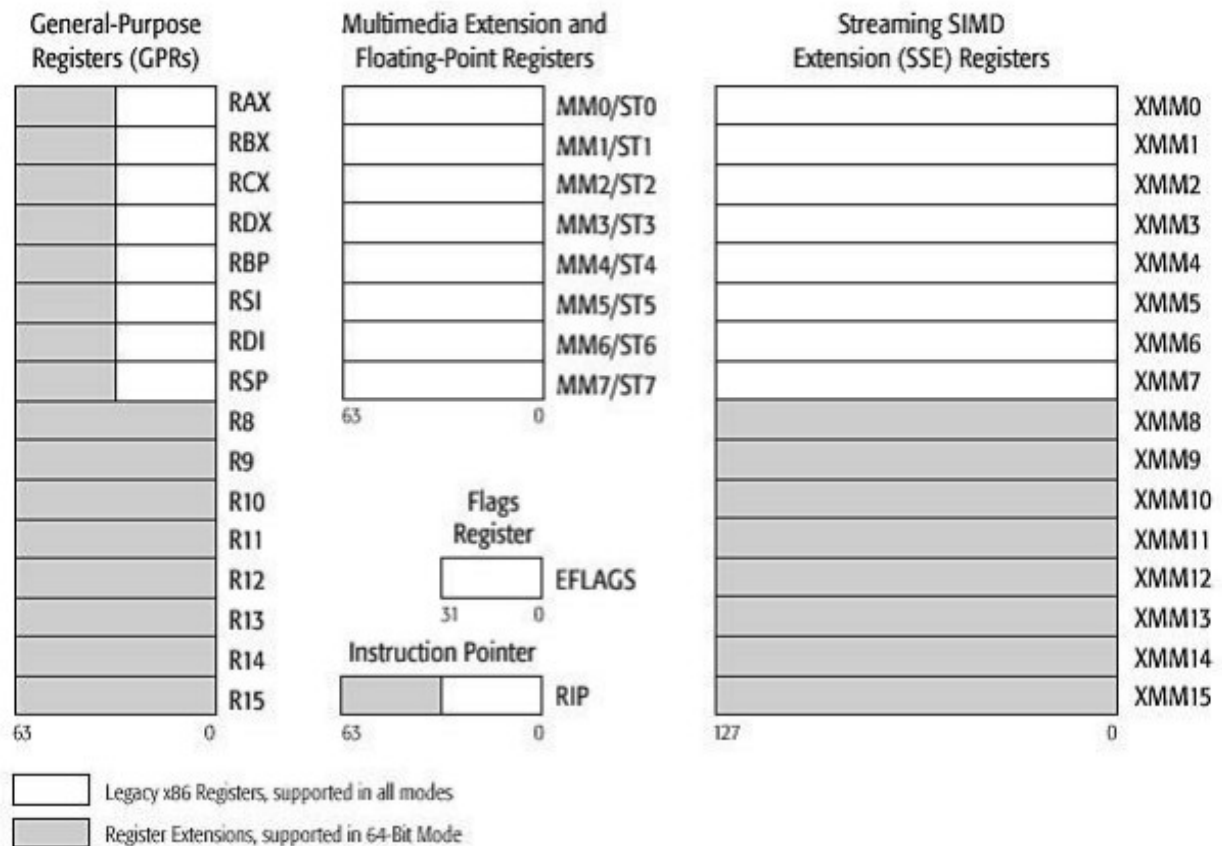 General-Purpose
Registers (GPRs)
RAX
RBX
RCX
RDX
RBP
RSI
RDI
RSP
R8
R9
R10
R11
R12
R13
R14
R15
63 0
Multimedia Extension and
Floating-Point Registers
MM0/ST0
MM1/ST1
MM2/ST2
MM3/ST3
MM4/ST4
MM5/ST5
MM6/ST6
MM7/ST7
63 0
Flags
Register
EFLAGS
31 0
Instruction Pointer
RIP
63 0
Streaming SIMD
Extension (SSE) Registers
XMM0
XMM1
XMM2
XMM3
XMM4
XMM5
XMM6
XMM7
XMM8
XMM9
XMM10
XMM11
XMM12
XMM13
XMM14
XMM15
127 0
Legacy x86 Registers, supported in all modes
Register Extensions, supported in 64-Bit Mode